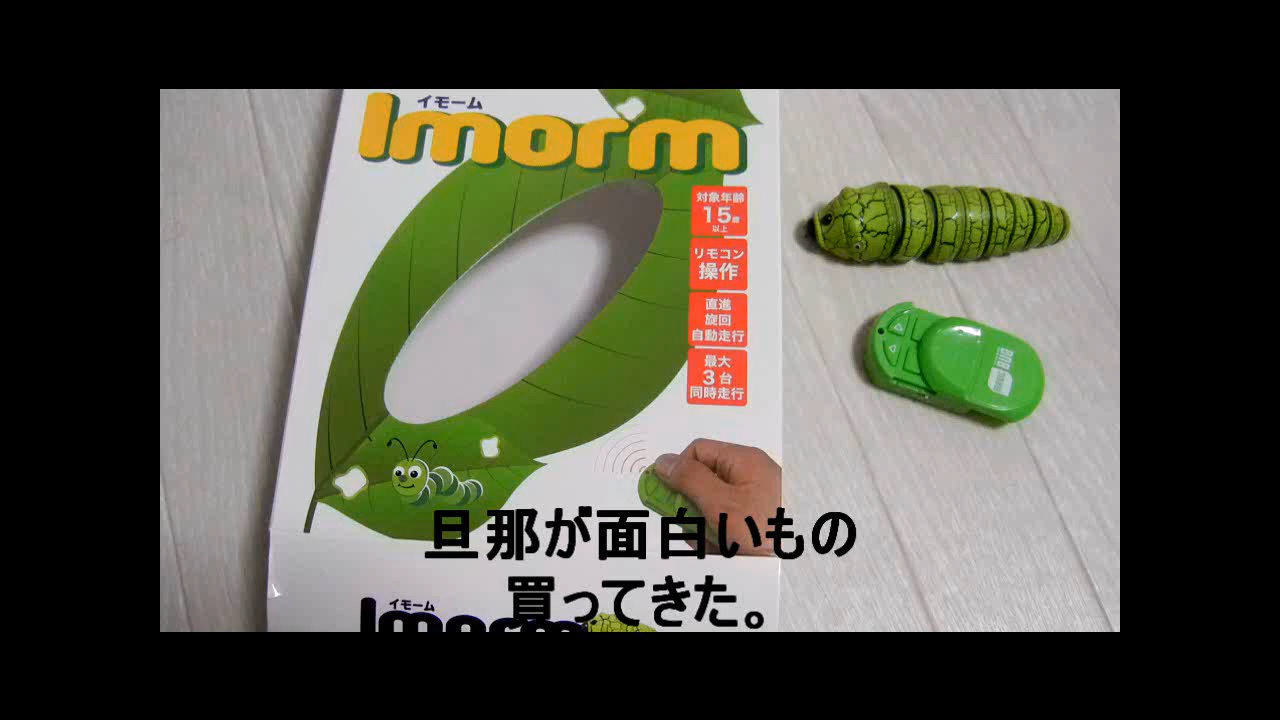 イモーム
Imorm
対象年齢
15歳
以上
リモコン
操作
直進
旋回
自動走行
最大
3台
同時走行
旦那が面白いもの
買ってきた。
イモーム
Imorm